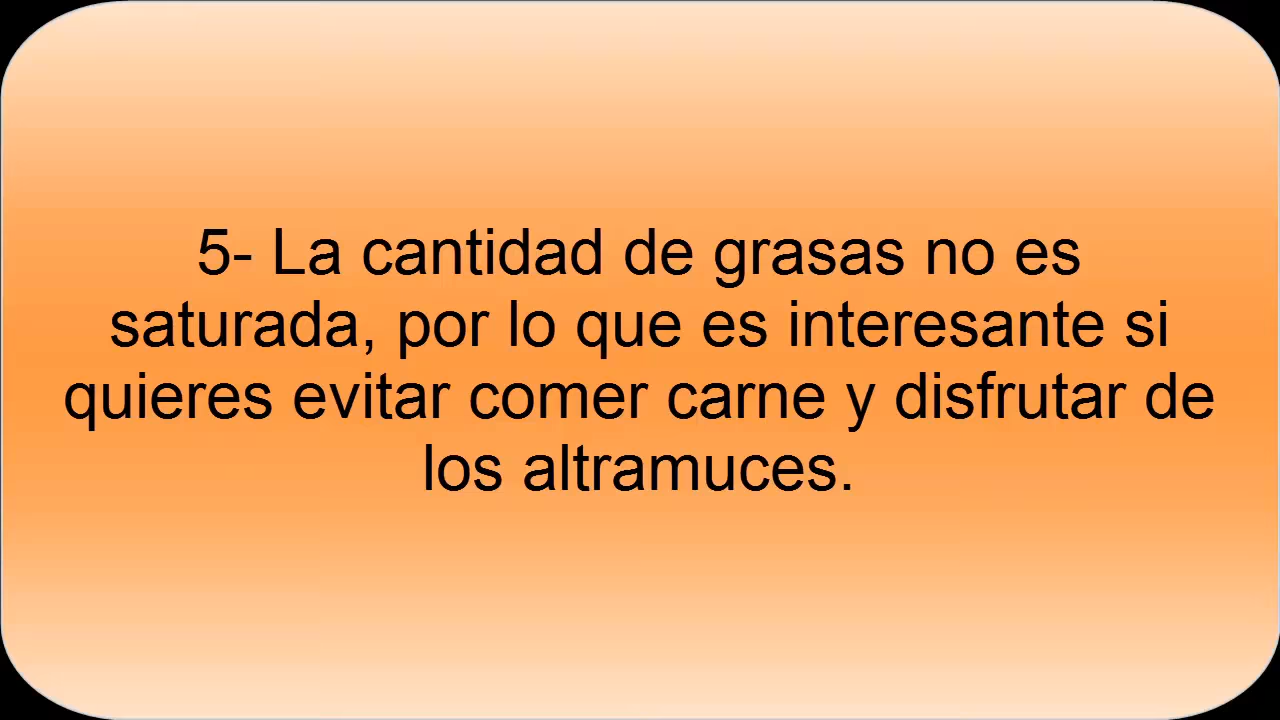 5- La cantidad de grasas no es
saturada, por lo que es interesante si
quieres evitar comer carne y disfrutar de
los altramuces.